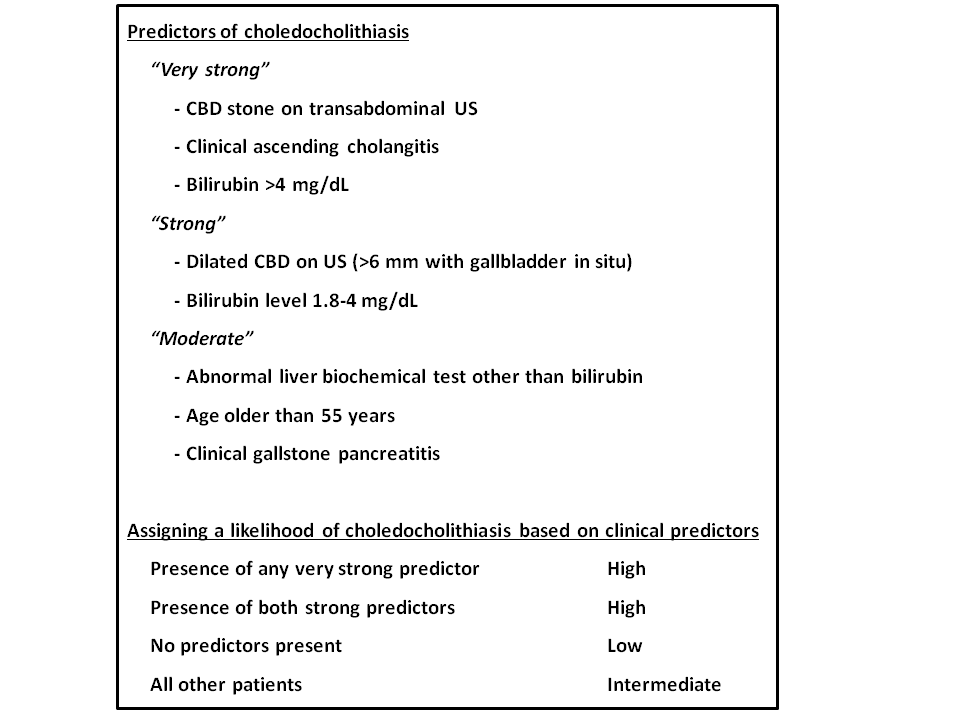 Predictors of choledocholithiasis
“Very strong”
- CBD stone on transabdominal US
- Clinical ascending cholangitis
- Bilirubin >4 mg/dL
“Strong”
- Dilated CBD on US (>6 mm with gallbladder in situ)
- Bilirubin level 1.8-4 mg/dL
“Moderate”
- Abnormal liver biochemical test other than bilirubin
- Age older than 55 years
- Clinical gallstone pancreatitis
Assigning a likelihood of choledocholithiasis based on clinical predictors
Presence of any very strong predictor High
Presence of both strong predictors High
No predictors present Low
All other patients Intermediate